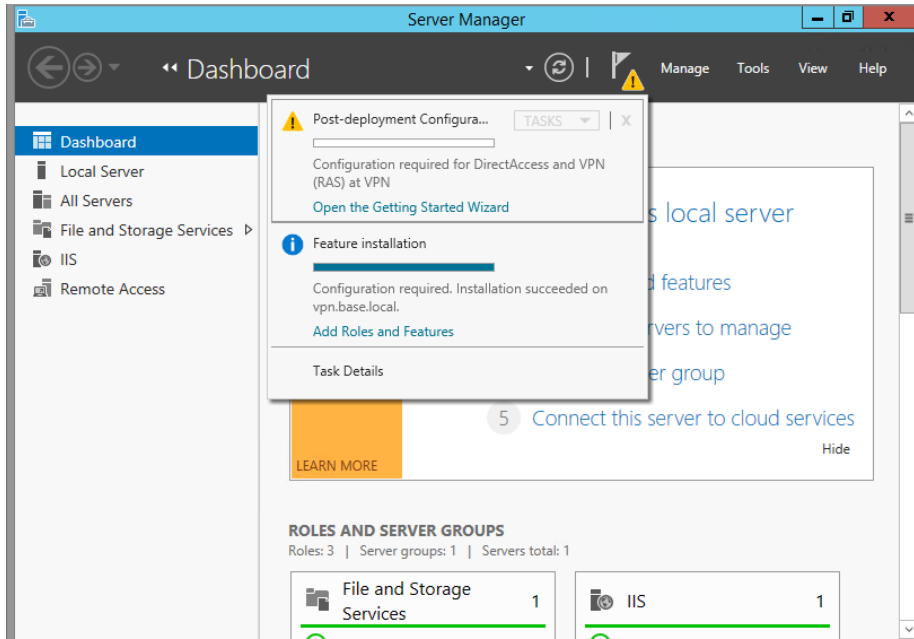 Server Manager
Dashboard
Manage Tools View Help
Dashboard
Local Server
All Servers
File and Storage Services
IIS
Remote Access
Post-deployment Configura...
TASKS
X
Configuration required for DirectAccess and VPN
(RAS) at VPN
Open the Getting Started Wizard
Feature installation
Configuration required. Installation succeeded on
vpn.base.local.
Add Roles and Features
Task Details
s local server
d features
rvers to manage
er group
5 Connect this server to cloud services
Hide
LEARN MORE
ROLES AND SERVER GROUPS
Roles: 3 | Server groups: 1 | Servers total: 1
File and Storage
Services
1
IIS
1